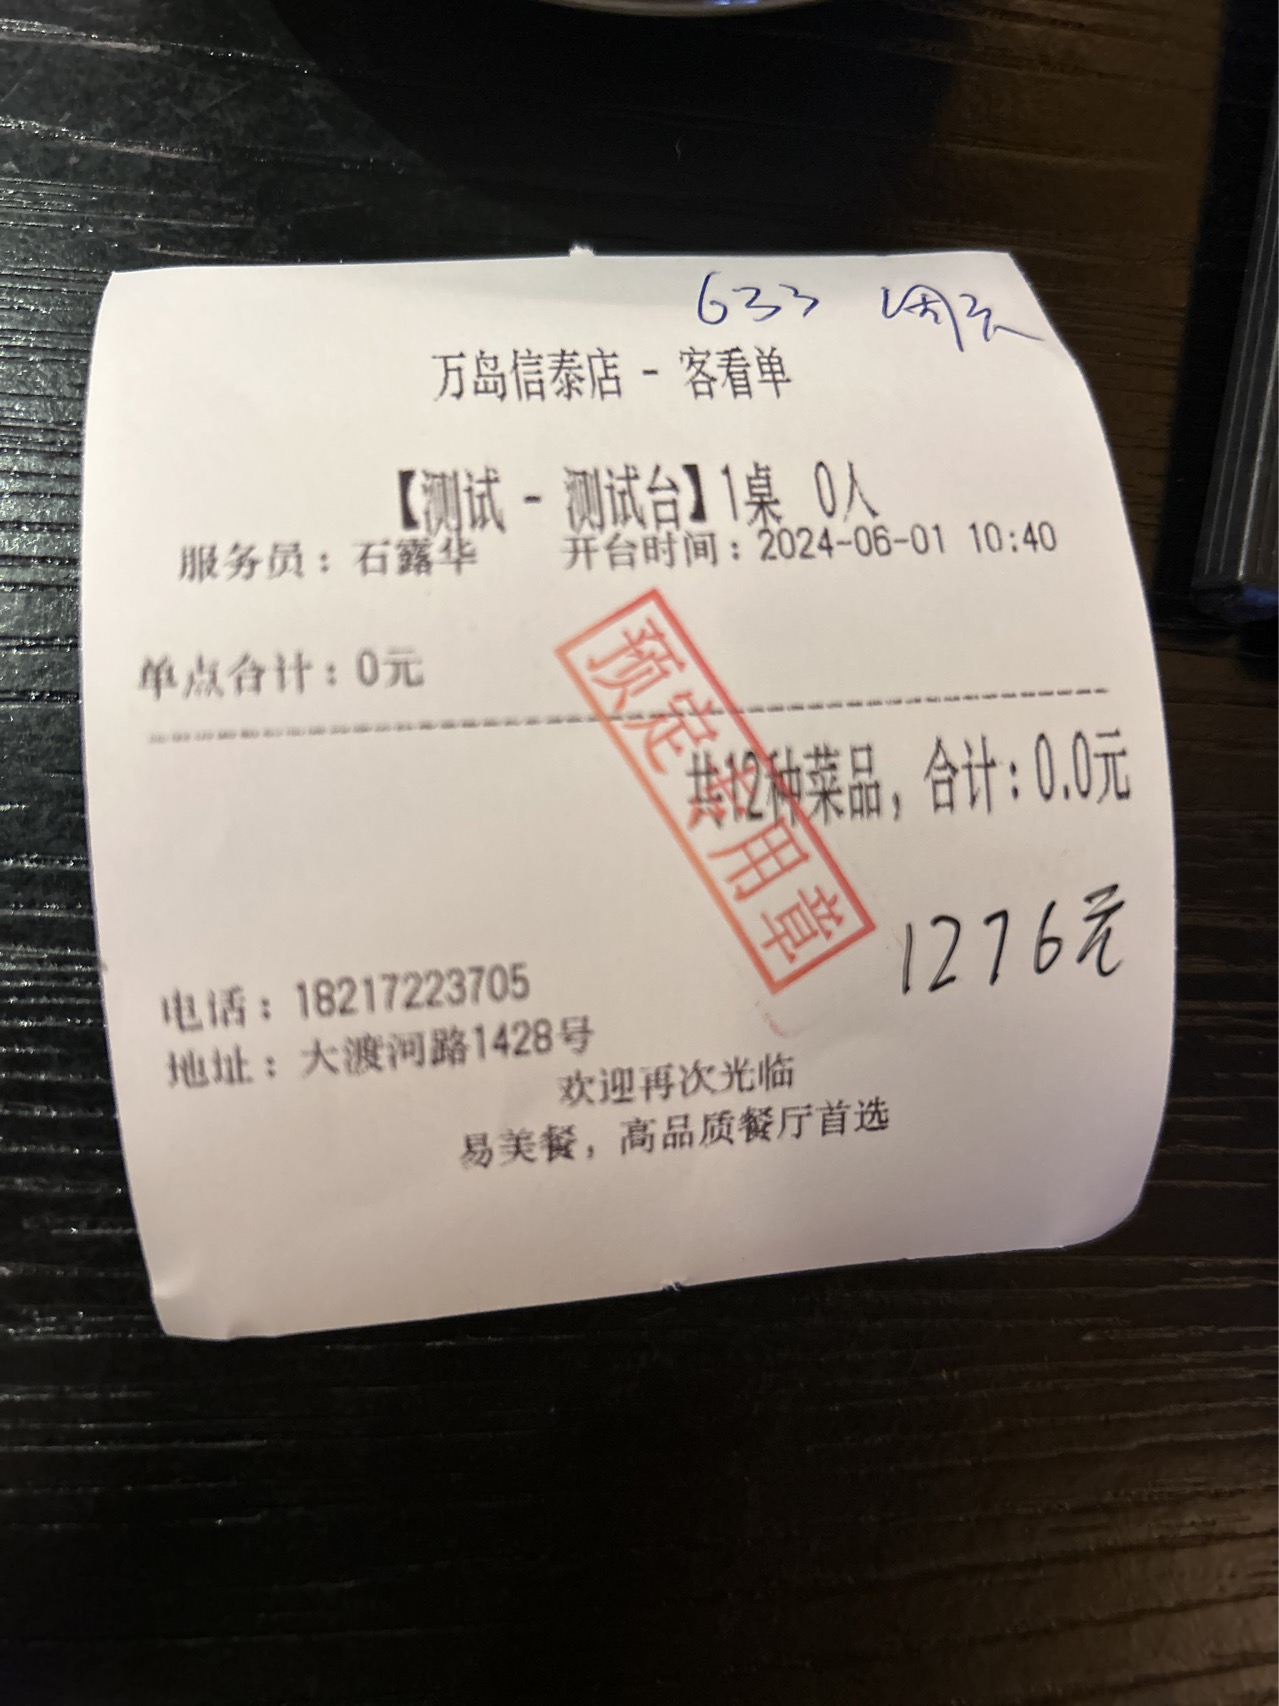 633
万岛信泰店 - 客看单
【测试 - 测试台】1桌 0人
服务员：石露华 开台时间：2024-06-01 10:40
单点合计：0元
预定专用章
共12种菜品，合计：0.0元
1276元
电话：18217223705
地址：大渡河路1428号
欢迎再次光临
易美餐，高品质餐厅首选